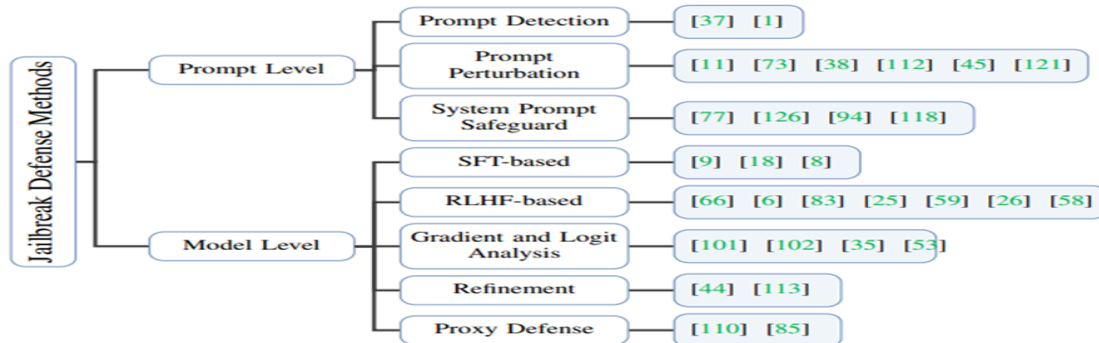 Jailbreak Defense Methods
Prompt Level
Prompt Detection
[37] [1]
Prompt
Perturbation
[11] [73] [38] [112] [45] [121]
System Prompt
Safeguard
[77] [126] [94] [118]
Model Level
SFT-based
[9] [18] [8]
RLHF-based
[66] [6] [83] [25] [59] [26] [58]
Gradient and Logit
Analysis
[101] [102] [35] [53]
Refinement
[44] [113]
Proxy Defense
[110] [85]